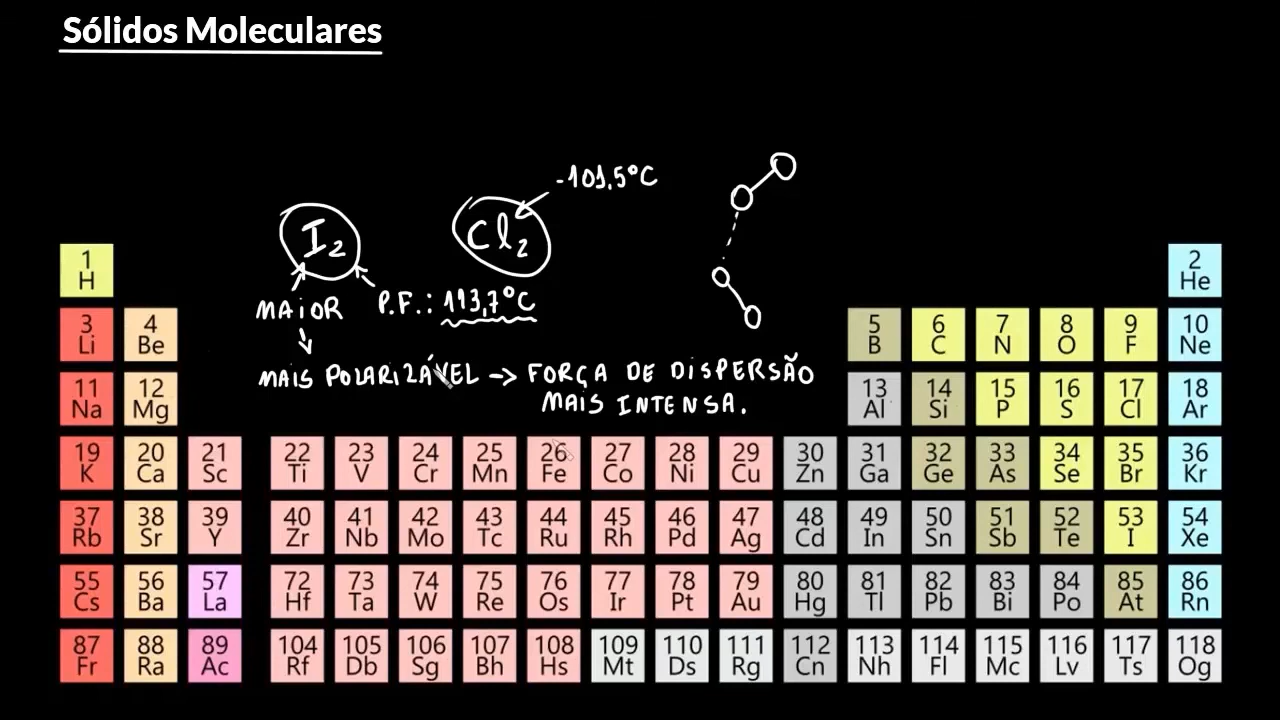 Sólidos Moleculares
-101,5°C
I₂ Cl₂
MAIOR P.F.: 113,7°C
MAIS POLARIZÁVEL → FORÇA DE DISPERSÃO
MAIS INTENSA.
1 2
H He
3 4 5 6 7 8 9 10
Li Be B C N O F Ne
11 12 13 14 15 16 17 18
Na Mg Al Si P S Cl Ar
19 20 21 22 23 24 25 26 27 28 29 30 31 32 33 34 35 36
K Ca Sc Ti V Cr Mn Fe Co Ni Cu Zn Ga Ge As Se Br Kr
37 38 39 40 41 42 43 44 45 46 47 48 49 50 51 52 53 54
Rb Sr Y Zr Nb Mo Tc Ru Rh Pd Ag Cd In Sn Sb Te I Xe
55 56 57 72 73 74 75 76 77 78 79 80 81 82 83 84 85 86
Cs Ba La Hf Ta W Re Os Ir Pt Au Hg Tl Pb Bi Po At Rn
87 88 89 104 105 106 107 108 109 110 111 112 113 114 115 116 117 118
Fr Ra Ac Rf Db Sg Bh Hs Mt Ds Rg Cn Nh Fl Mc Lv Ts Og